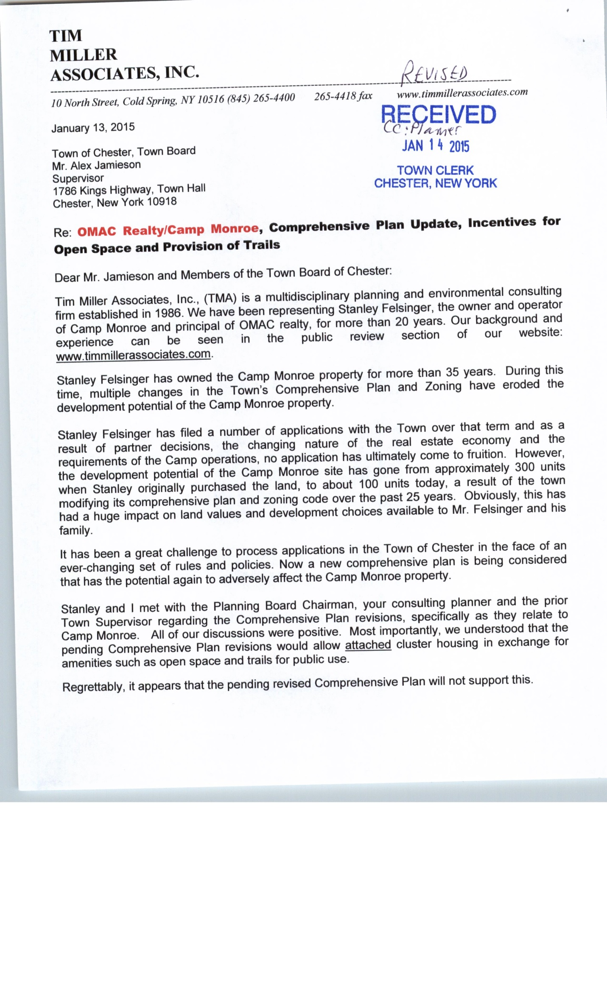 TIM
MILLER
ASSOCIATES, INC.
REVISED
10 North Street, Cold Spring, NY 10516 (845) 265-4400 265-4418 fax www.timmillerassociates.com
RECEIVED
CC: Planner
January 13, 2015
JAN 14 2015
Town of Chester, Town Board
Mr. Alex Jamieson
Supervisor
1786 Kings Highway, Town Hall
Chester, New York 10918
TOWN CLERK
CHESTER, NEW YORK
Re: OMAC Realty/Camp Monroe, Comprehensive Plan Update, Incentives for
Open Space and Provision of Trails
Dear Mr. Jamieson and Members of the Town Board of Chester:
Tim Miller Associates, Inc., (TMA) is a multidisciplinary planning and environmental consulting
firm established in 1986. We have been representing Stanley Felsinger, the owner and operator
of Camp Monroe and principal of OMAC realty, for more than 20 years. Our background and
experience can be seen in the public review section of our website:
www.timmillerassociates.com.
Stanley Felsinger has owned the Camp Monroe property for more than 35 years. During this
time, multiple changes in the Town's Comprehensive Plan and Zoning have eroded the
development potential of the Camp Monroe property.
Stanley Felsinger has filed a number of applications with the Town over that term and as a
result of partner decisions, the changing nature of the real estate economy and the
requirements of the Camp operations, no application has ultimately come to fruition. However,
the development potential of the Camp Monroe site has gone from approximately 300 units
when Stanley originally purchased the land, to about 100 units today, a result of the town
modifying its comprehensive plan and zoning code over the past 25 years. Obviously, this has
had a huge impact on land values and development choices available to Mr. Felsinger and his
family.
It has been a great challenge to process applications in the Town of Chester in the face of an
ever-changing set of rules and policies. Now a new comprehensive plan is being considered
that has the potential again to adversely affect the Camp Monroe property.
Stanley and I met with the Planning Board Chairman, your consulting planner and the prior
Town Supervisor regarding the Comprehensive Plan revisions, specifically as they relate to
Camp Monroe. All of our discussions were positive. Most importantly, we understood that the
pending Comprehensive Plan revisions would allow attached cluster housing in exchange for
amenities such as open space and trails for public use.
Regrettably, it appears that the pending revised Comprehensive Plan will not support this.